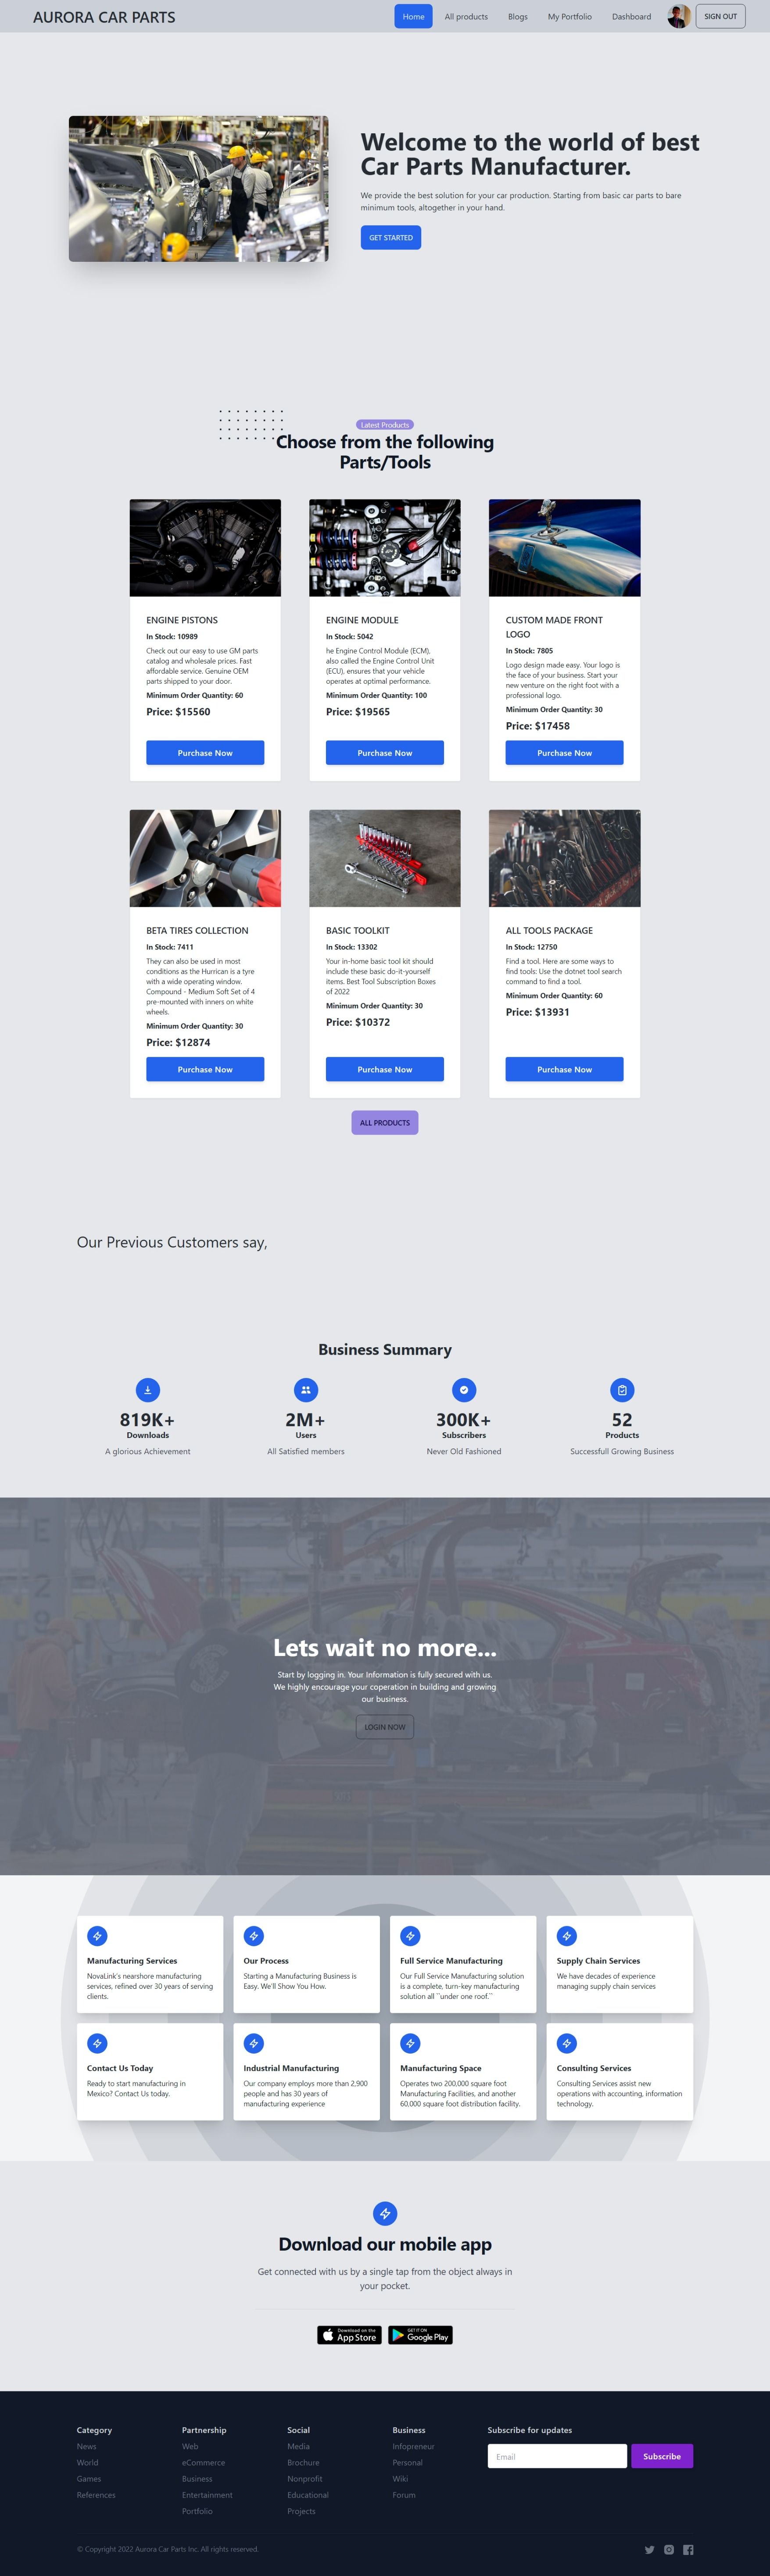 AURORA CAR PARTS
Home
All products
Blogs
My Portfolio
Dashboard
SIGN OUT
Welcome to the world of best
Car Parts Manufacturer.
We provide the best solution for your car production. Starting from basic car parts to bare
minimum tools, altogether in your hand.
GET STARTED
Latest Products
Choose from the following
Parts/Tools
ENGINE PISTONS
In Stock: 10989
Check out our easy to use GM parts
catalog and wholesale prices. Fast
affordable service. Genuine OEM
parts shipped to your door.
Minimum Order Quantity: 60
Price: $15560
Purchase Now
ENGINE MODULE
In Stock: 5042
he Engine Control Module (ECM),
also called the Engine Control Unit
(ECU), ensures that your vehicle
operates at optimal performance.
Minimum Order Quantity: 100
Price: $19565
Purchase Now
CUSTOM MADE FRONT
LOGO
In Stock: 7805
Logo design made easy. Your logo is
the face of your business. Start your
new venture on the right foot with a
professional logo.
Minimum Order Quantity: 30
Price: $17458
Purchase Now
BETA TIRES COLLECTION
In Stock: 7411
They can also be used in most
conditions as the Hurrican is a tyre
with a wide operating window.
Compound - Medium Soft Set of 4
pre-mounted with inners on white
wheels.
Minimum Order Quantity: 30
Price: $12874
Purchase Now
BASIC TOOLKIT
In Stock: 13302
Your in-home basic tool kit should
include these basic do-it-yourself
items. Best Tool Subscription Boxes
of 2022
Minimum Order Quantity: 30
Price: $10372
Purchase Now
ALL TOOLS PACKAGE
In Stock: 12750
Find a tool. Here are some ways to
find tools: Use the dotnet tool search
command to find a tool.
Minimum Order Quantity: 60
Price: $13931
Purchase Now
ALL PRODUCTS
Our Previous Customers say,
Business Summary
819K+
Downloads
A glorious Achievement
2M+
Users
All Satisfied members
300K+
Subscribers
Never Old Fashioned
52
Products
Successfull Growing Business
Lets wait no more...
Start by logging in. Your Information is fully secured with us.
We highly encourage your coperation in building and growing
our business.
LOGIN NOW
Manufacturing Services
NovaLink's nearshore manufacturing
services, refined over 30 years of serving
clients.
Our Process
Starting a Manufacturing Business is
Easy. We'll Show You How.
Full Service Manufacturing
Our Full Service Manufacturing solution
is a complete, turn-key manufacturing
solution all ``under one roof.``
Supply Chain Services
We have decades of experience
managing supply chain services
Contact Us Today
Ready to start manufacturing in
Mexico? Contact Us today.
Industrial Manufacturing
Our company employs more than 2,900
people and has 30 years of
manufacturing experience
Manufacturing Space
Operates two 200,000 square foot
Manufacturing Facilities, and another
60,000 square foot distribution facility.
Consulting Services
Consulting Services assist new
operations with accounting, information
technology.
Download our mobile app
Get connected with us by a single tap from the object always in
your pocket.
Download on the
App Store
GET IT ON
Google Play
Category
News
World
Games
References
Partnership
Web
eCommerce
Business
Entertainment
Portfolio
Social
Media
Brochure
Nonprofit
Educational
Projects
Business
Infopreneur
Personal
Wiki
Forum
Subscribe for updates
Email
Subscribe
© Copyright 2022 Aurora Car Parts Inc. All rights reserved.